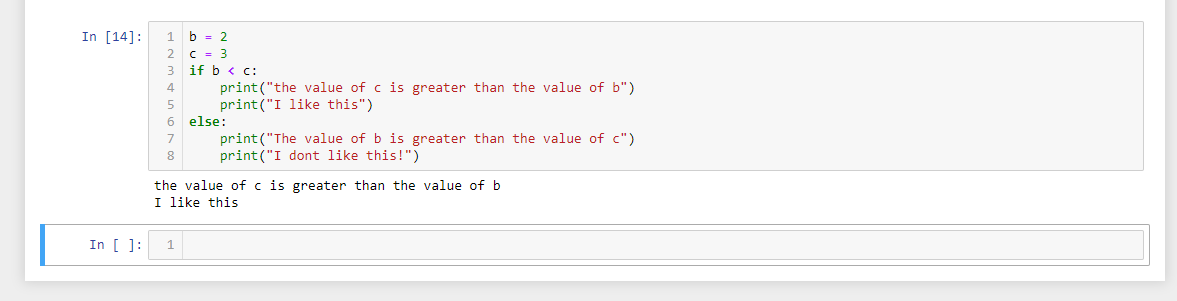 In [14]:
1 b = 2
2 c = 3
3 if b < c:
4     print("the value of c is greater than the value of b")
5     print("I like this")
6 else:
7     print("The value of b is greater than the value of c")
8     print("I dont like this!")
the value of c is greater than the value of b
I like this
In [ ]: 1